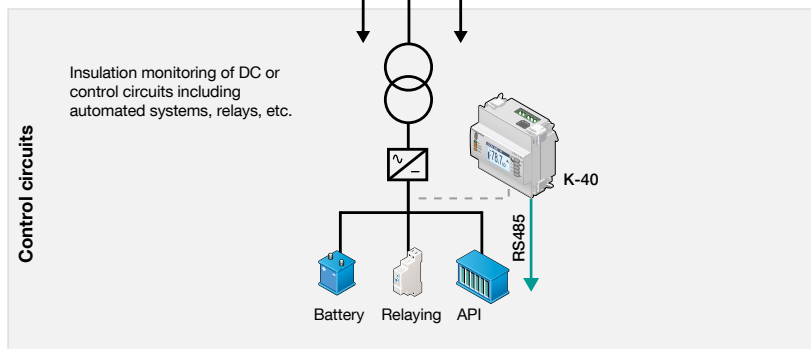 Insulation monitoring of DC or
control circuits including
automated systems, relays, etc.
Control circuits
K-40
RS485
Battery
Relaying
API